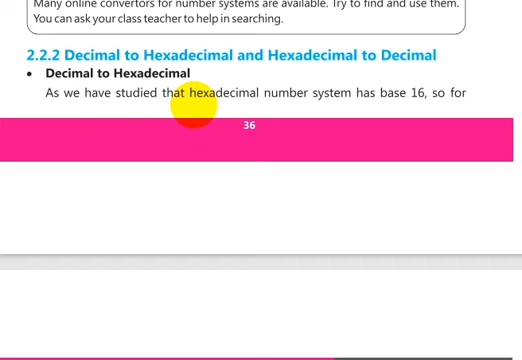 Many online convertors for number systems are available. Try to find and use them.
You can ask your class teacher to help in searching.
2.2.2 Decimal to Hexadecimal and Hexadecimal to Decimal
• Decimal to Hexadecimal
As we have studied that hexadecimal number system has base 16, so for
36